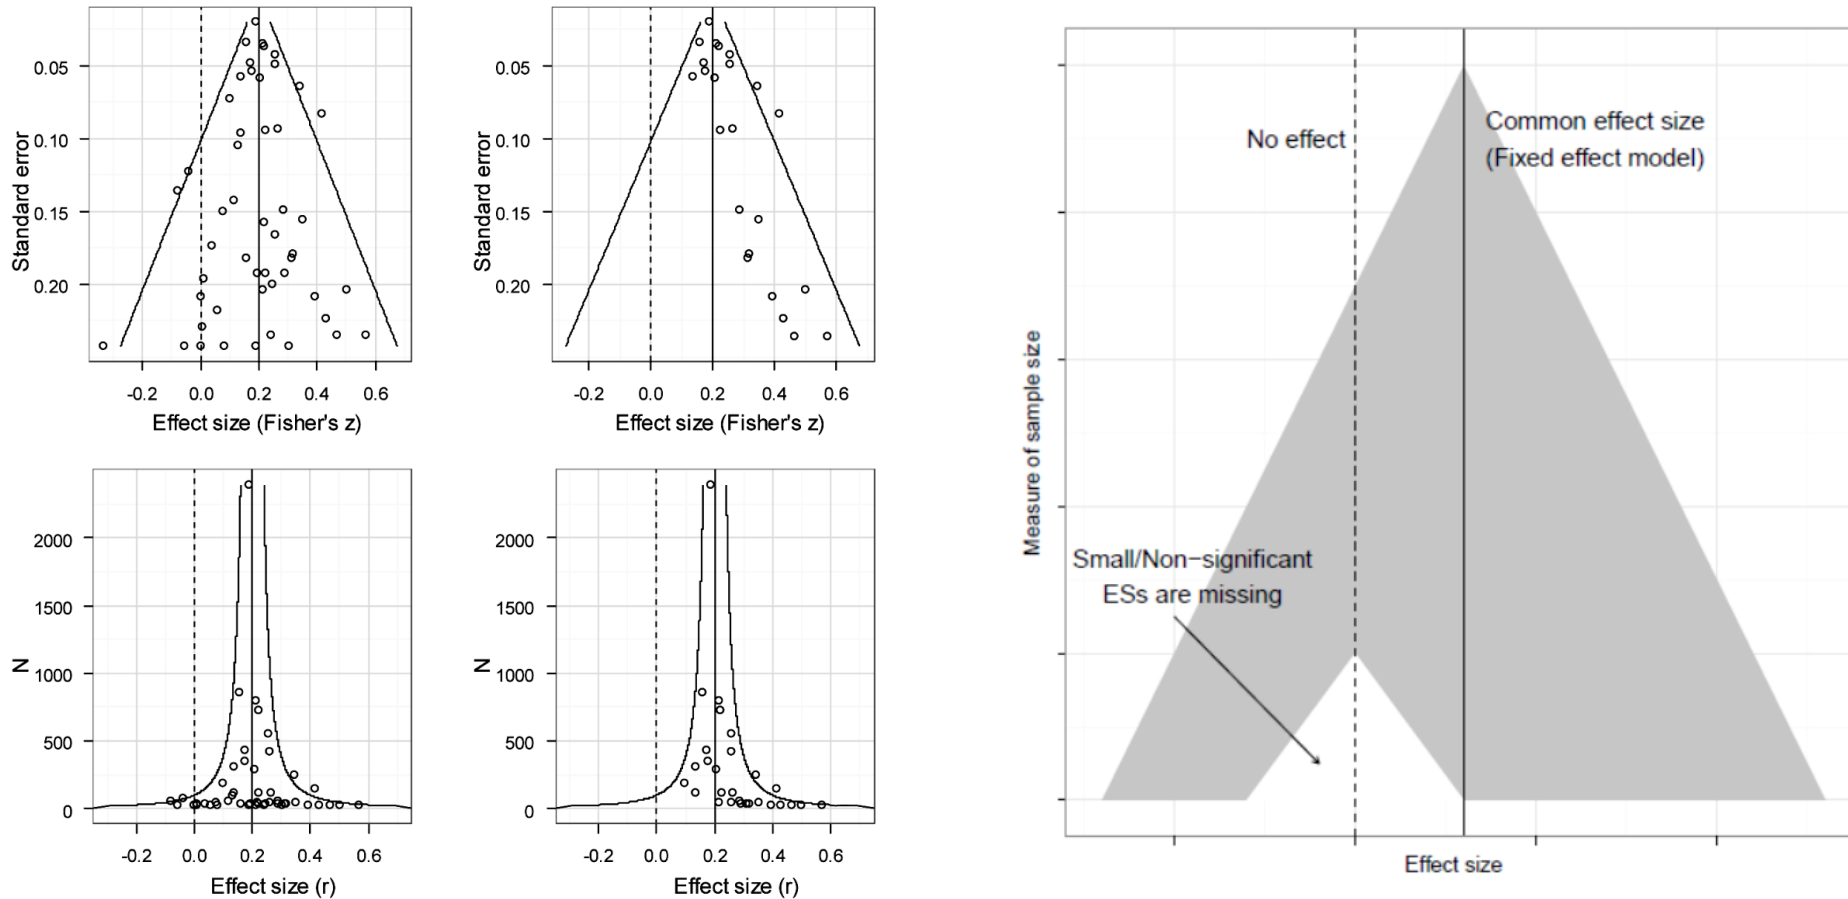 Standard error
0.05
0.10
0.15
0.20
-0.2 0.0 0.2 0.4 0.6
Effect size (Fisher's z)
Standard error
0.05
0.10
0.15
0.20
-0.2 0.0 0.2 0.4 0.6
Effect size (Fisher's z)
N
2000
1500
1000
500
0
-0.2 0.0 0.2 0.4 0.6
Effect size (r)
N
2000
1500
1000
500
0
-0.2 0.0 0.2 0.4 0.6
Effect size (r)
Measure of sample size
No effect
Common effect size
(Fixed effect model)
Small/Non−significant
ESs are missing
Effect size